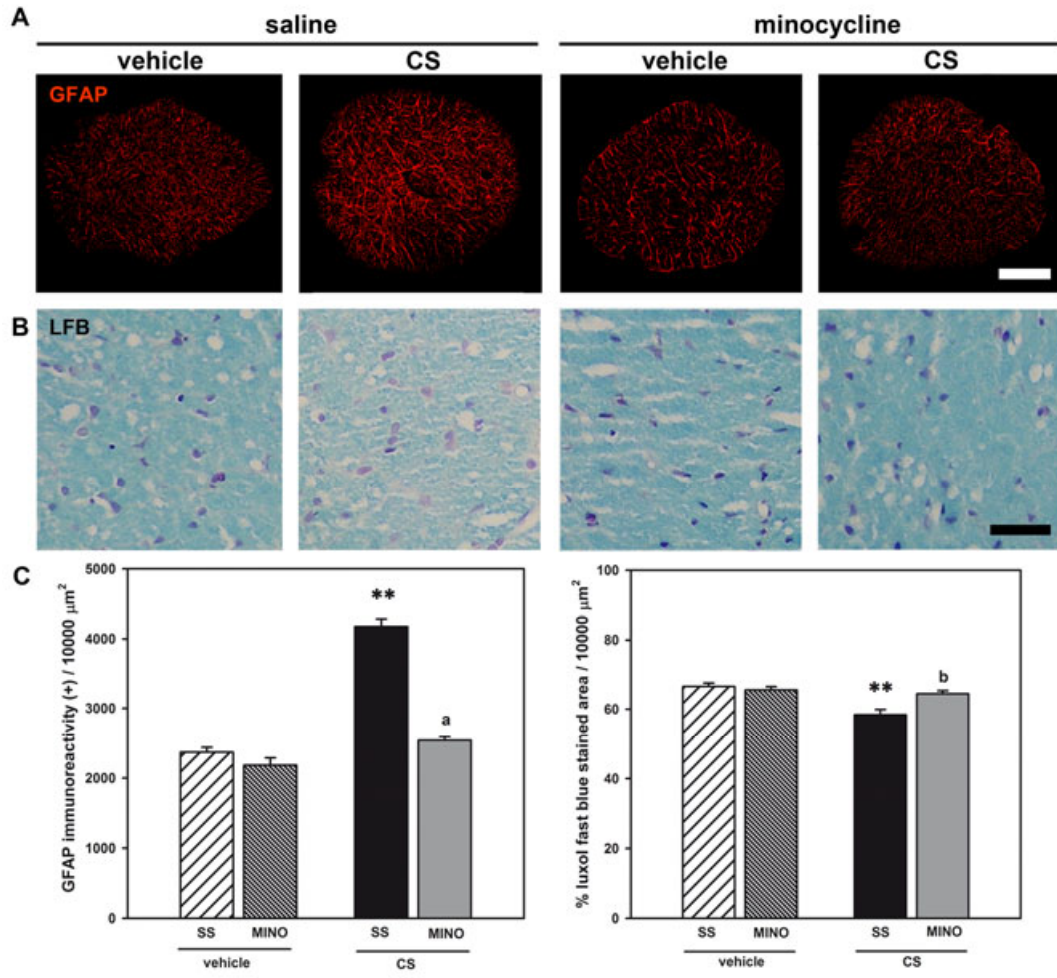 A
saline
minocycline
vehicle
CS
vehicle
CS
GFAP
B
LFB
C
GFAP immunoreactivity (+) / 10000 μm²
5000
4000
3000
2000
1000
0
**
a
SS
MINO
SS
MINO
vehicle
CS
% luxol fast blue stained area / 10000 μm²
100
80
60
40
20
0
**
b
SS
MINO
SS
MINO
vehicle
CS